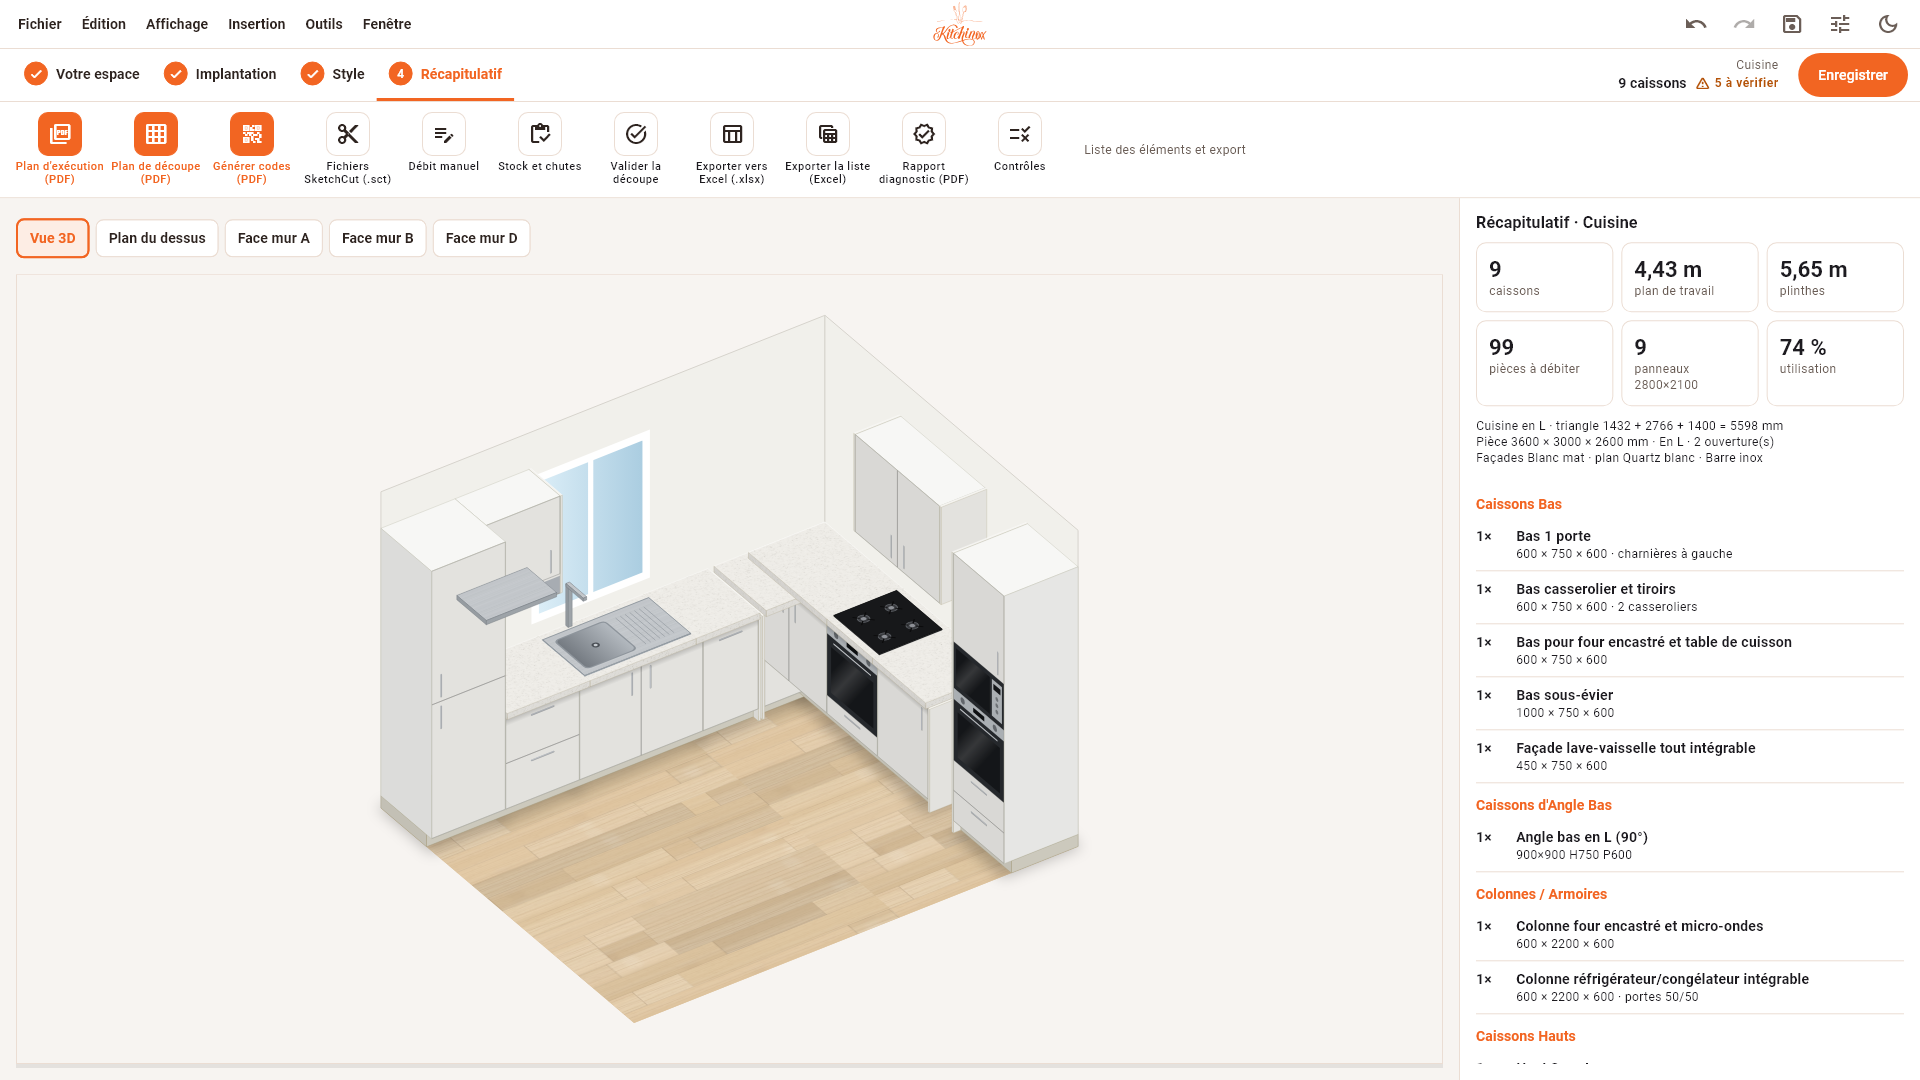 Fichier Édition Affichage Insertion Outils Fenêtre
Kitchinox
Votre espace Implantation Style 4 Récapitulatif
Cuisine
9 caissons 5 à vérifier
Enregistrer
Plan d'exécution (PDF)
Plan de découpe (PDF)
Générer codes (PDF)
Fichiers SketchCut (.sct)
Débit manuel
Stock et chutes
Valider la découpe
Exporter vers Excel (.xlsx)
Exporter la liste (Excel)
Rapport diagnostic (PDF)
Contrôles
Liste des éléments et export
Vue 3D Plan du dessus Face mur A Face mur B Face mur D
Récapitulatif · Cuisine
9 caissons
4,43 m plan de travail
5,65 m plinthes
99 pièces à débiter
9 panneaux 2800×2100
74 % utilisation
Cuisine en L · triangle 1432 + 2766 + 1400 = 5598 mm
Pièce 3600 × 3000 × 2600 mm · En L · 2 ouverture(s)
Façades Blanc mat · plan Quartz blanc · Barre inox
Caissons Bas
1× Bas 1 porte
600 × 750 × 600 · charnières à gauche
1× Bas casserolier et tiroirs
600 × 750 × 600 · 2 casseroliers
1× Bas pour four encastré et table de cuisson
600 × 750 × 600
1× Bas sous-évier
1000 × 750 × 600
1× Façade lave-vaisselle tout intégrable
450 × 750 × 600
Caissons d'Angle Bas
1× Angle bas en L (90°)
900×900 H750 P600
Colonnes / Armoires
1× Colonne four encastré et micro-ondes
600 × 2200 × 600
1× Colonne réfrigérateur/congélateur intégrable
600 × 2200 × 600 · portes 50/50
Caissons Hauts